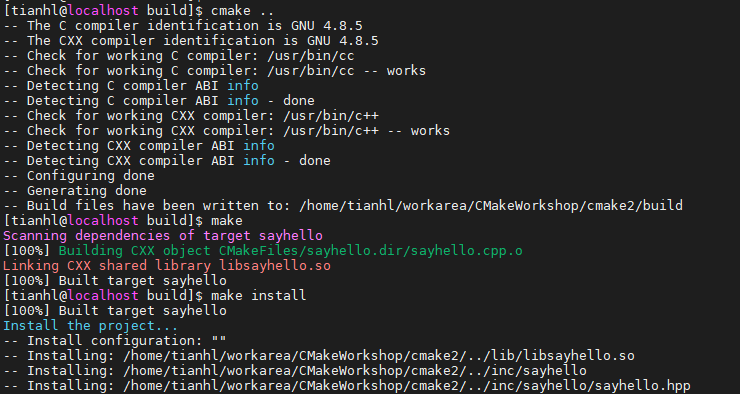 [tianhl@localhost build]$ cmake ..
-- The C compiler identification is GNU 4.8.5
-- The CXX compiler identification is GNU 4.8.5
-- Check for working C compiler: /usr/bin/cc
-- Check for working C compiler: /usr/bin/cc -- works
-- Detecting C compiler ABI info
-- Detecting C compiler ABI info - done
-- Check for working CXX compiler: /usr/bin/c++
-- Check for working CXX compiler: /usr/bin/c++ -- works
-- Detecting CXX compiler ABI info
-- Detecting CXX compiler ABI info - done
-- Configuring done
-- Generating done
-- Build files have been written to: /home/tianhl/workarea/CMakeWorkshop/cmake2/build
[tianhl@localhost build]$ make
Scanning dependencies of target sayhello
[100%] Building CXX object CMakeFiles/sayhello.dir/sayhello.cpp.o
Linking CXX shared library libsayhello.so
[100%] Built target sayhello
[tianhl@localhost build]$ make install
[100%] Built target sayhello
Install the project...
-- Install configuration: ""
-- Installing: /home/tianhl/workarea/CMakeWorkshop/cmake2/../lib/libsayhello.so
-- Installing: /home/tianhl/workarea/CMakeWorkshop/cmake2/../inc/sayhello
-- Installing: /home/tianhl/workarea/CMakeWorkshop/cmake2/../inc/sayhello/sayhello.hpp